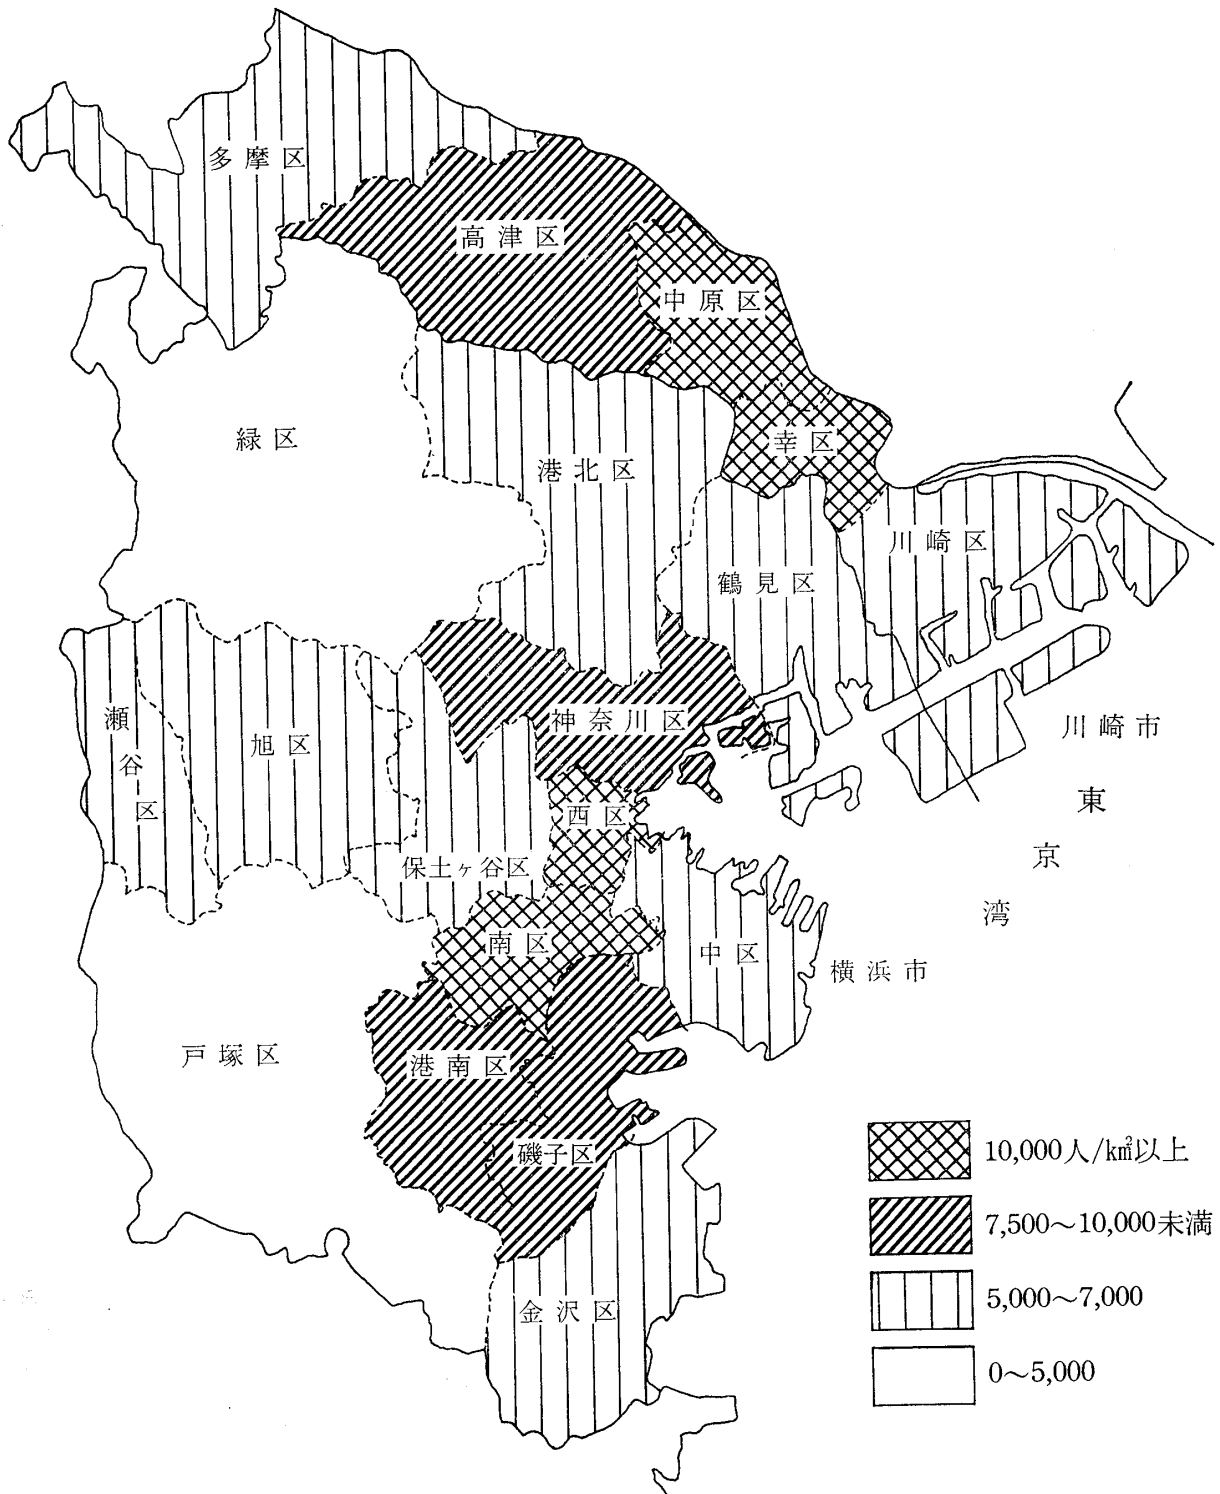 多摩区
高津区
中原区
幸区
緑区
港北区
川崎区
鶴見区
瀬谷区
旭区
神奈川区
川崎市
東京湾
西区
保土ヶ谷区
南区
中区
横浜市
戸塚区
港南区
磯子区
金沢区
10,000人/k㎡以上
7,500～10,000未満
5,000～7,000
0～5,000